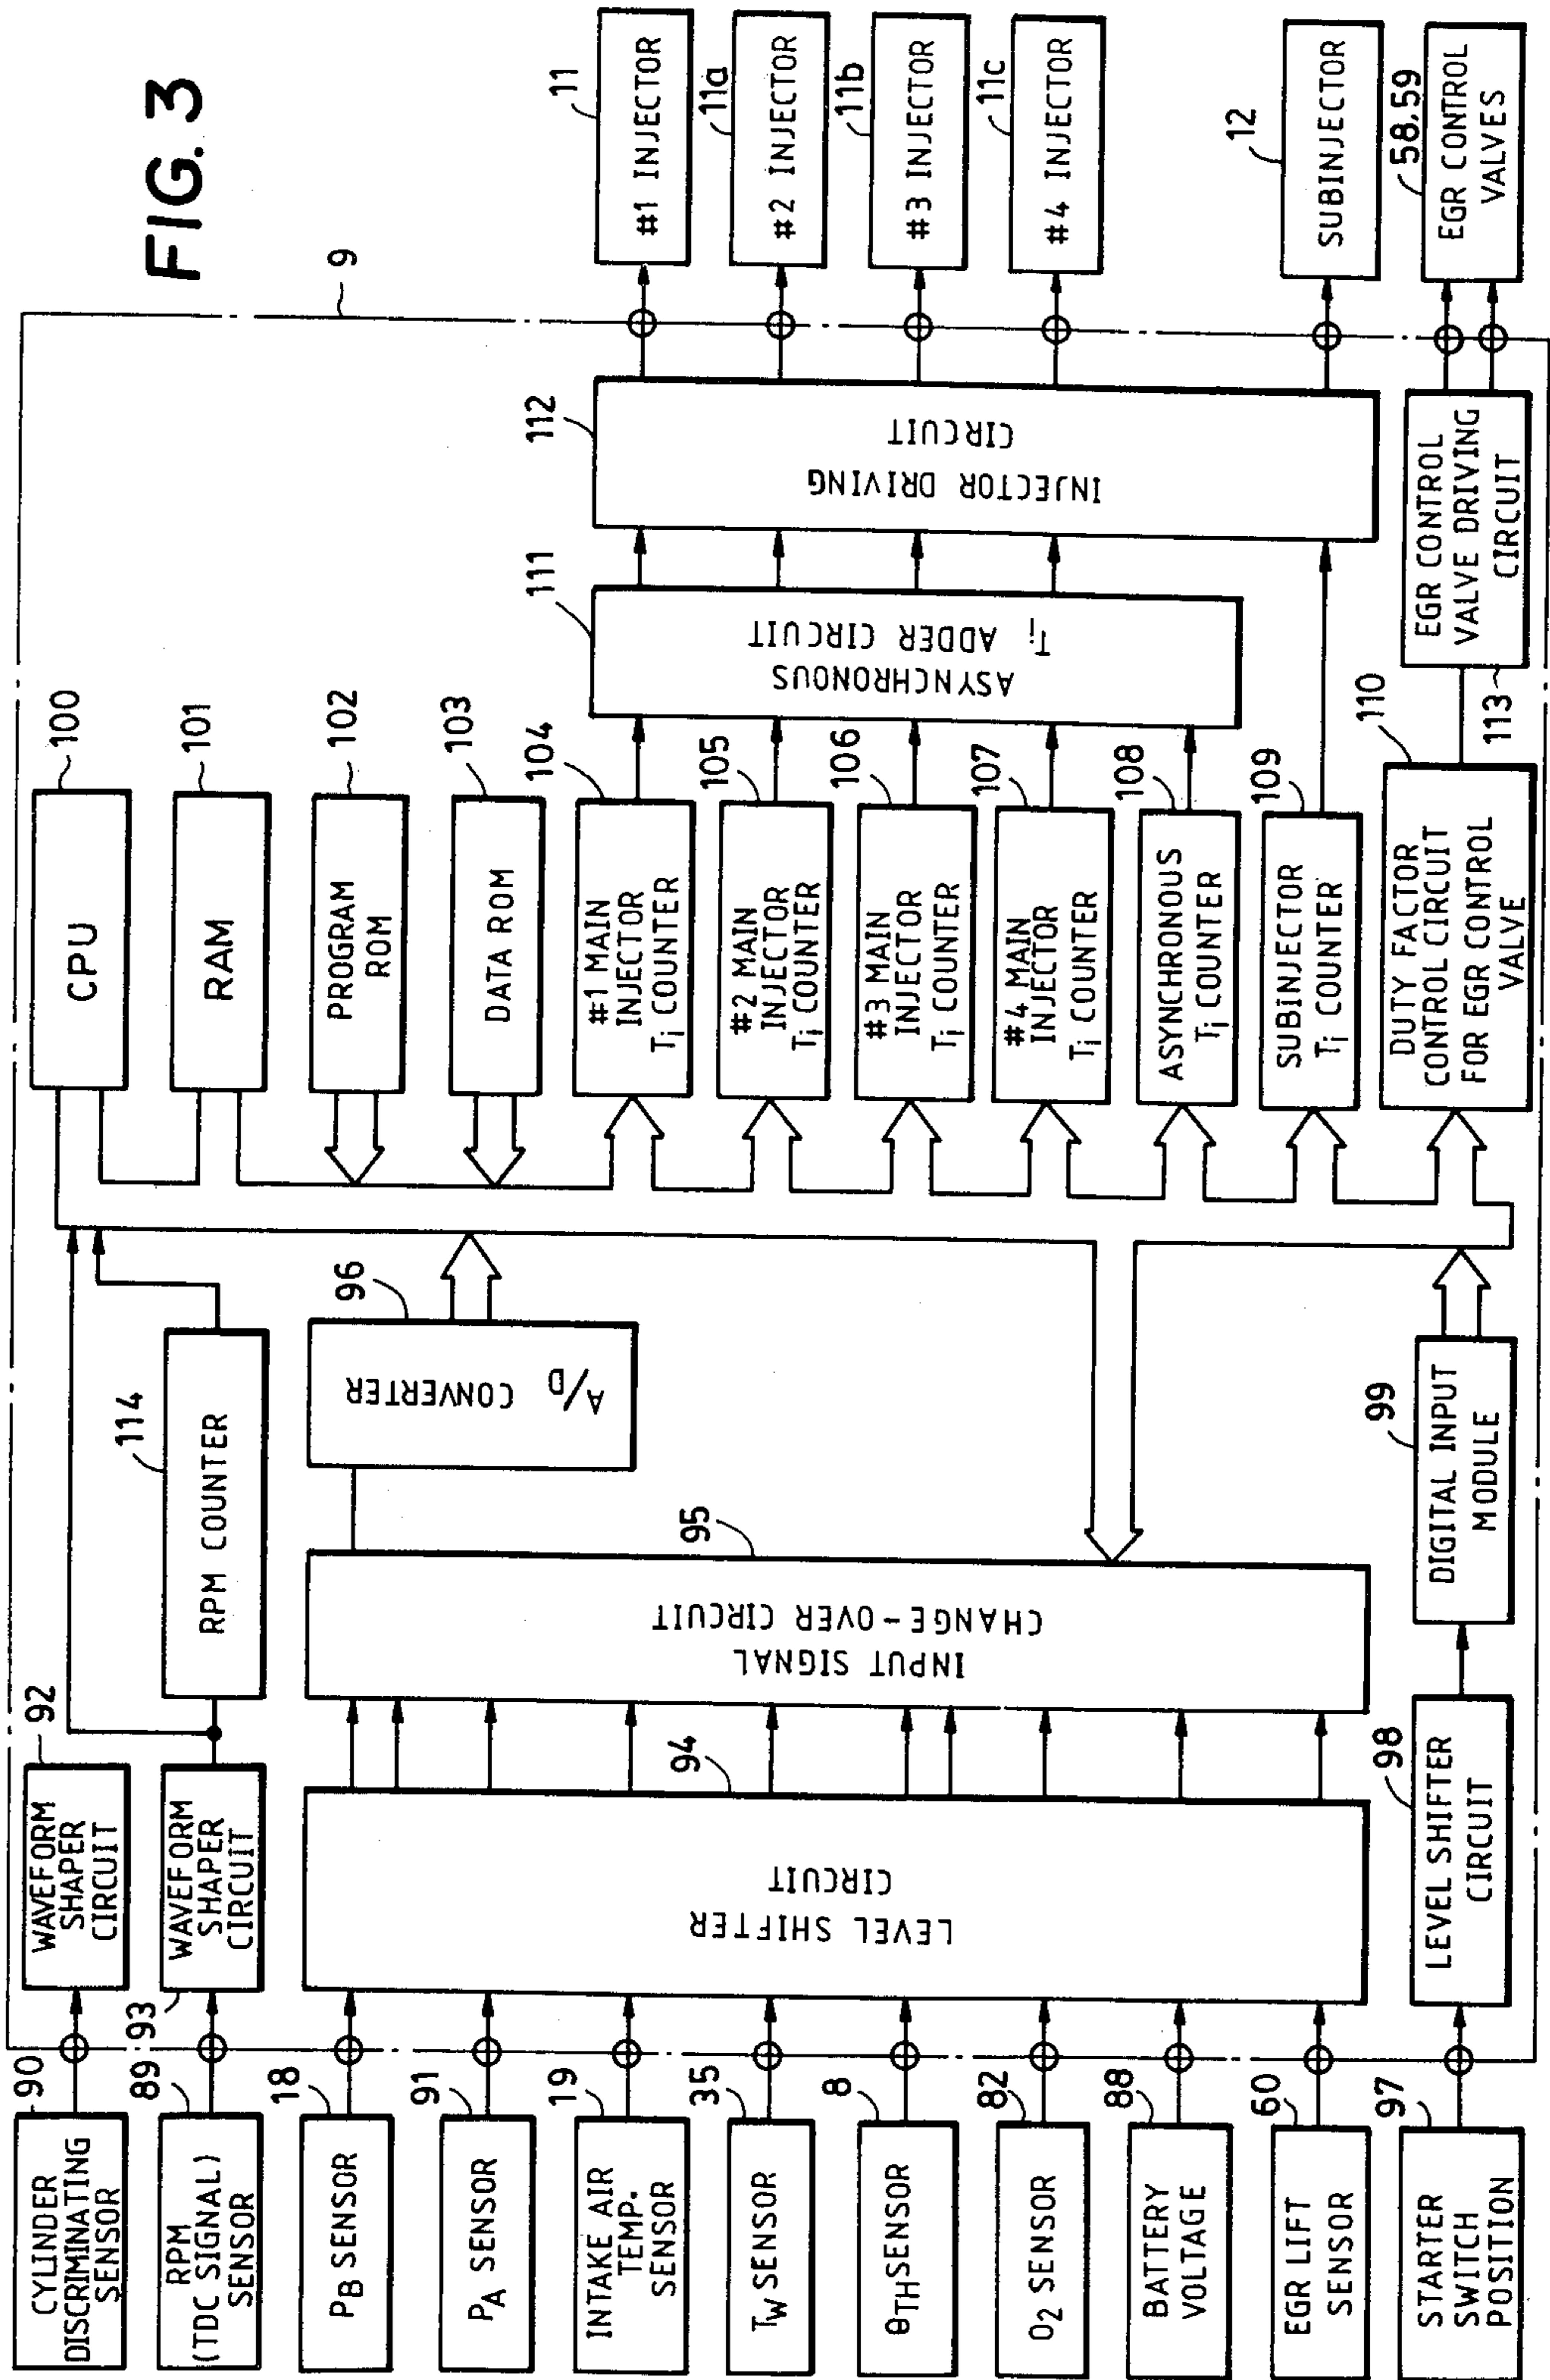 FIG. 3
9
90
CYLINDER
DISCRIMINATING
SENSOR
89
RPM
(TDC SIGNAL)
SENSOR
18
PB SENSOR
91
PA SENSOR
19
INTAKE AIR
TEMP.
SENSOR
35
TW SENSOR
8
θTH SENSOR
82
O2 SENSOR
88
BATTERY
VOLTAGE
60
EGR LIFT
SENSOR
97
STARTER
SWITCH
POSITION
92
WAVEFORM
SHAPER
CIRCUIT
93
WAVEFORM
SHAPER
CIRCUIT
94
LEVEL SHIFTER
CIRCUIT
98
LEVEL SHIFTER
CIRCUIT
114
RPM COUNTER
95
INPUT SIGNAL
CHANGE-OVER CIRCUIT
96
A/D
CONVERTER
99
DIGITAL INPUT
MODULE
100
CPU
101
RAM
102
PROGRAM
ROM
103
DATA ROM
104
#1 MAIN
INJECTOR
Ti COUNTER
105
#2 MAIN
INJECTOR
Ti COUNTER
106
#3 MAIN
INJECTOR
Ti COUNTER
107
#4 MAIN
INJECTOR
Ti COUNTER
108
ASYNCHRONOUS
Ti COUNTER
109
SUBINJECTOR
Ti COUNTER
110
DUTY FACTOR
CONTROL CIRCUIT
FOR EGR CONTROL
VALVE
111
ASYNCHRONOUS
Ti ADDER CIRCUIT
112
INJECTOR DRIVING
CIRCUIT
113
EGR CONTROL
VALVE DRIVING
CIRCUIT
11
#1 INJECTOR
11a
#2 INJECTOR
11b
#3 INJECTOR
11c
#4 INJECTOR
12
SUBINJECTOR
58,59
EGR CONTROL
VALVES